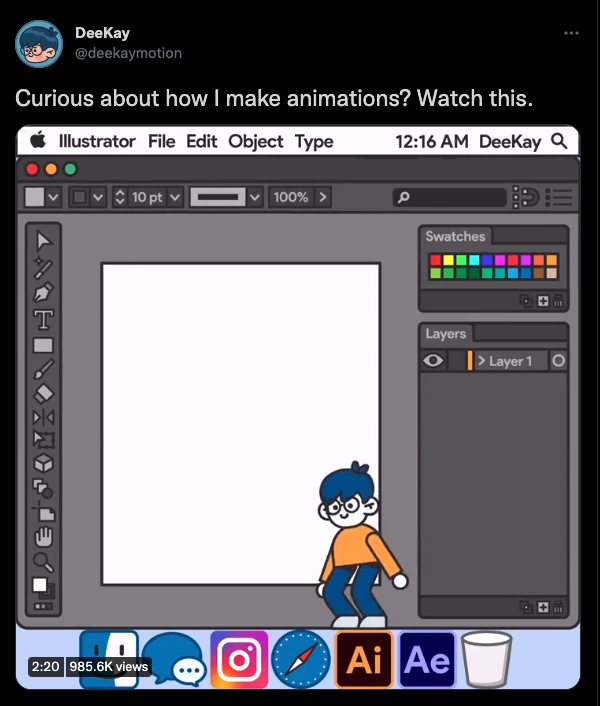 DeeKay
@deekaymotion
Curious about how I make animations? Watch this.
Illustrator File Edit Object Type 12:16 AM DeeKay
10 pt 100%
Swatches
T
Layers
Layer 1
2:20 985.6K views
Ai Ae